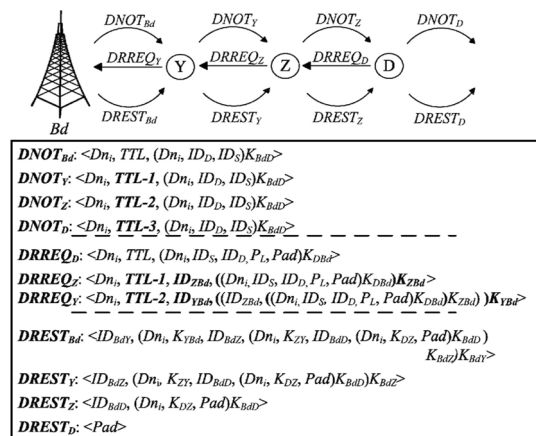 DNOT_Bd DNOT_Y DNOT_Z DNOT_D
DRREQ_Y Y DRREQ_Z Z DRREQ_D D
DREST_Bd DREST_Y DREST_Z DREST_D
Bd
DNOT_Bd: <Dn_i, TTL, (Dn_i, ID_D, ID_S)K_BdD>
DNOT_Y: <Dn_i, TTL-1, (Dn_i, ID_D, ID_S)K_BdD>
DNOT_Z: <Dn_i, TTL-2, (Dn_i, ID_D, ID_S)K_BdD>
DNOT_D: <Dn_i, TTL-3, (Dn_i, ID_D, ID_S)K_BdD>
DRREQ_D: <Dn_i, TTL, (Dn_i, ID_S, ID_D, P_L, Pad)K_DBd>
DRREQ_Z: <Dn_i, TTL-1, ID_ZBd, ((Dn_i, ID_S, ID_D, P_L, Pad)K_DBd)K_ZBd>
DRREQ_Y: <Dn_i, TTL-2, ID_YBd, ((ID_ZBd, ((Dn_i, ID_S, ID_D, P_L, Pad)K_DBd)K_ZBd) )K_YBd>
DREST_Bd: <ID_BdY, (Dn_i, K_YBd, ID_BdZ, (Dn_i, K_ZY, ID_BdD, (Dn_i, K_DZ, Pad)K_BdD )
K_BdZ)K_BdY>
DREST_Y: <ID_BdZ, (Dn_i, K_ZY, ID_BdD, (Dn_i, K_DZ, Pad)K_BdD)K_BdZ>
DREST_Z: <ID_BdD, (Dn_i, K_DZ, Pad)K_BdD>
DREST_D: <Pad>